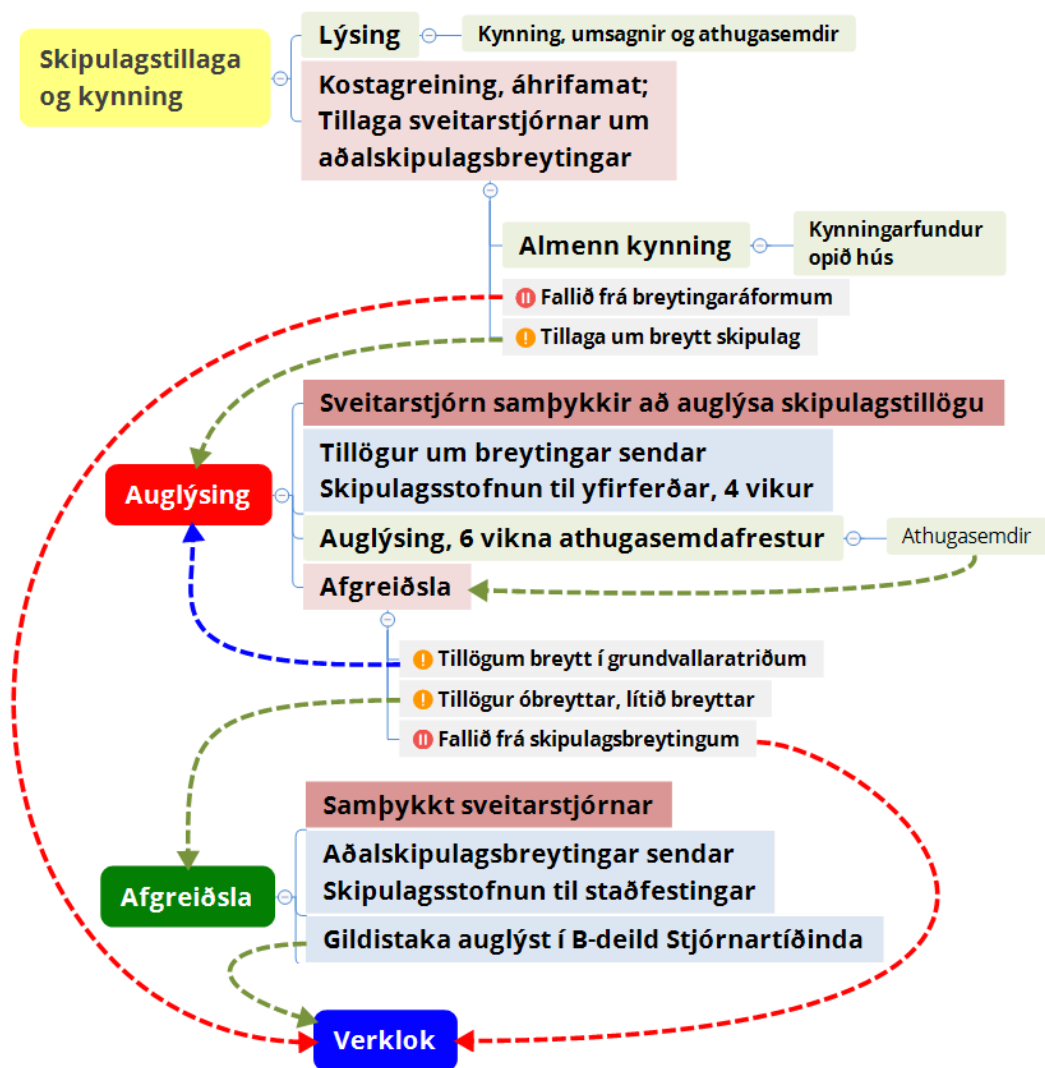 Skipulagstillaga
og kynning
Lýsing
Kynning, umsagnir og athugasemdir
Kostagreining, áhrifamat;
Tillaga sveitarstjórnar um
aðalskipulagsbreytingar
Almenn kynning
Kynningarfundur
opið hús
Fallið frá breytingaráformum
Tillaga um breytt skipulag
Auglýsing
Sveitarstjórn samþykkir að auglýsa skipulagstillögu
Tillögur um breytingar sendar
Skipulagsstofnun til yfirferðar, 4 vikur
Auglýsing, 6 vikna athugasemdafrestur
Athugasemdir
Afgreiðsla
Tillögum breytt í grundvallaratriðum
Tillögur óbreyttar, lítið breyttar
Fallið frá skipulagsbreytingum
Afgreiðsla
Samþykkt sveitarstjórnar
Aðalskipulagsbreytingar sendar
Skipulagsstofnun til staðfestingar
Gildistaka auglýst í B-deild Stjórnartíðinda
Verklok